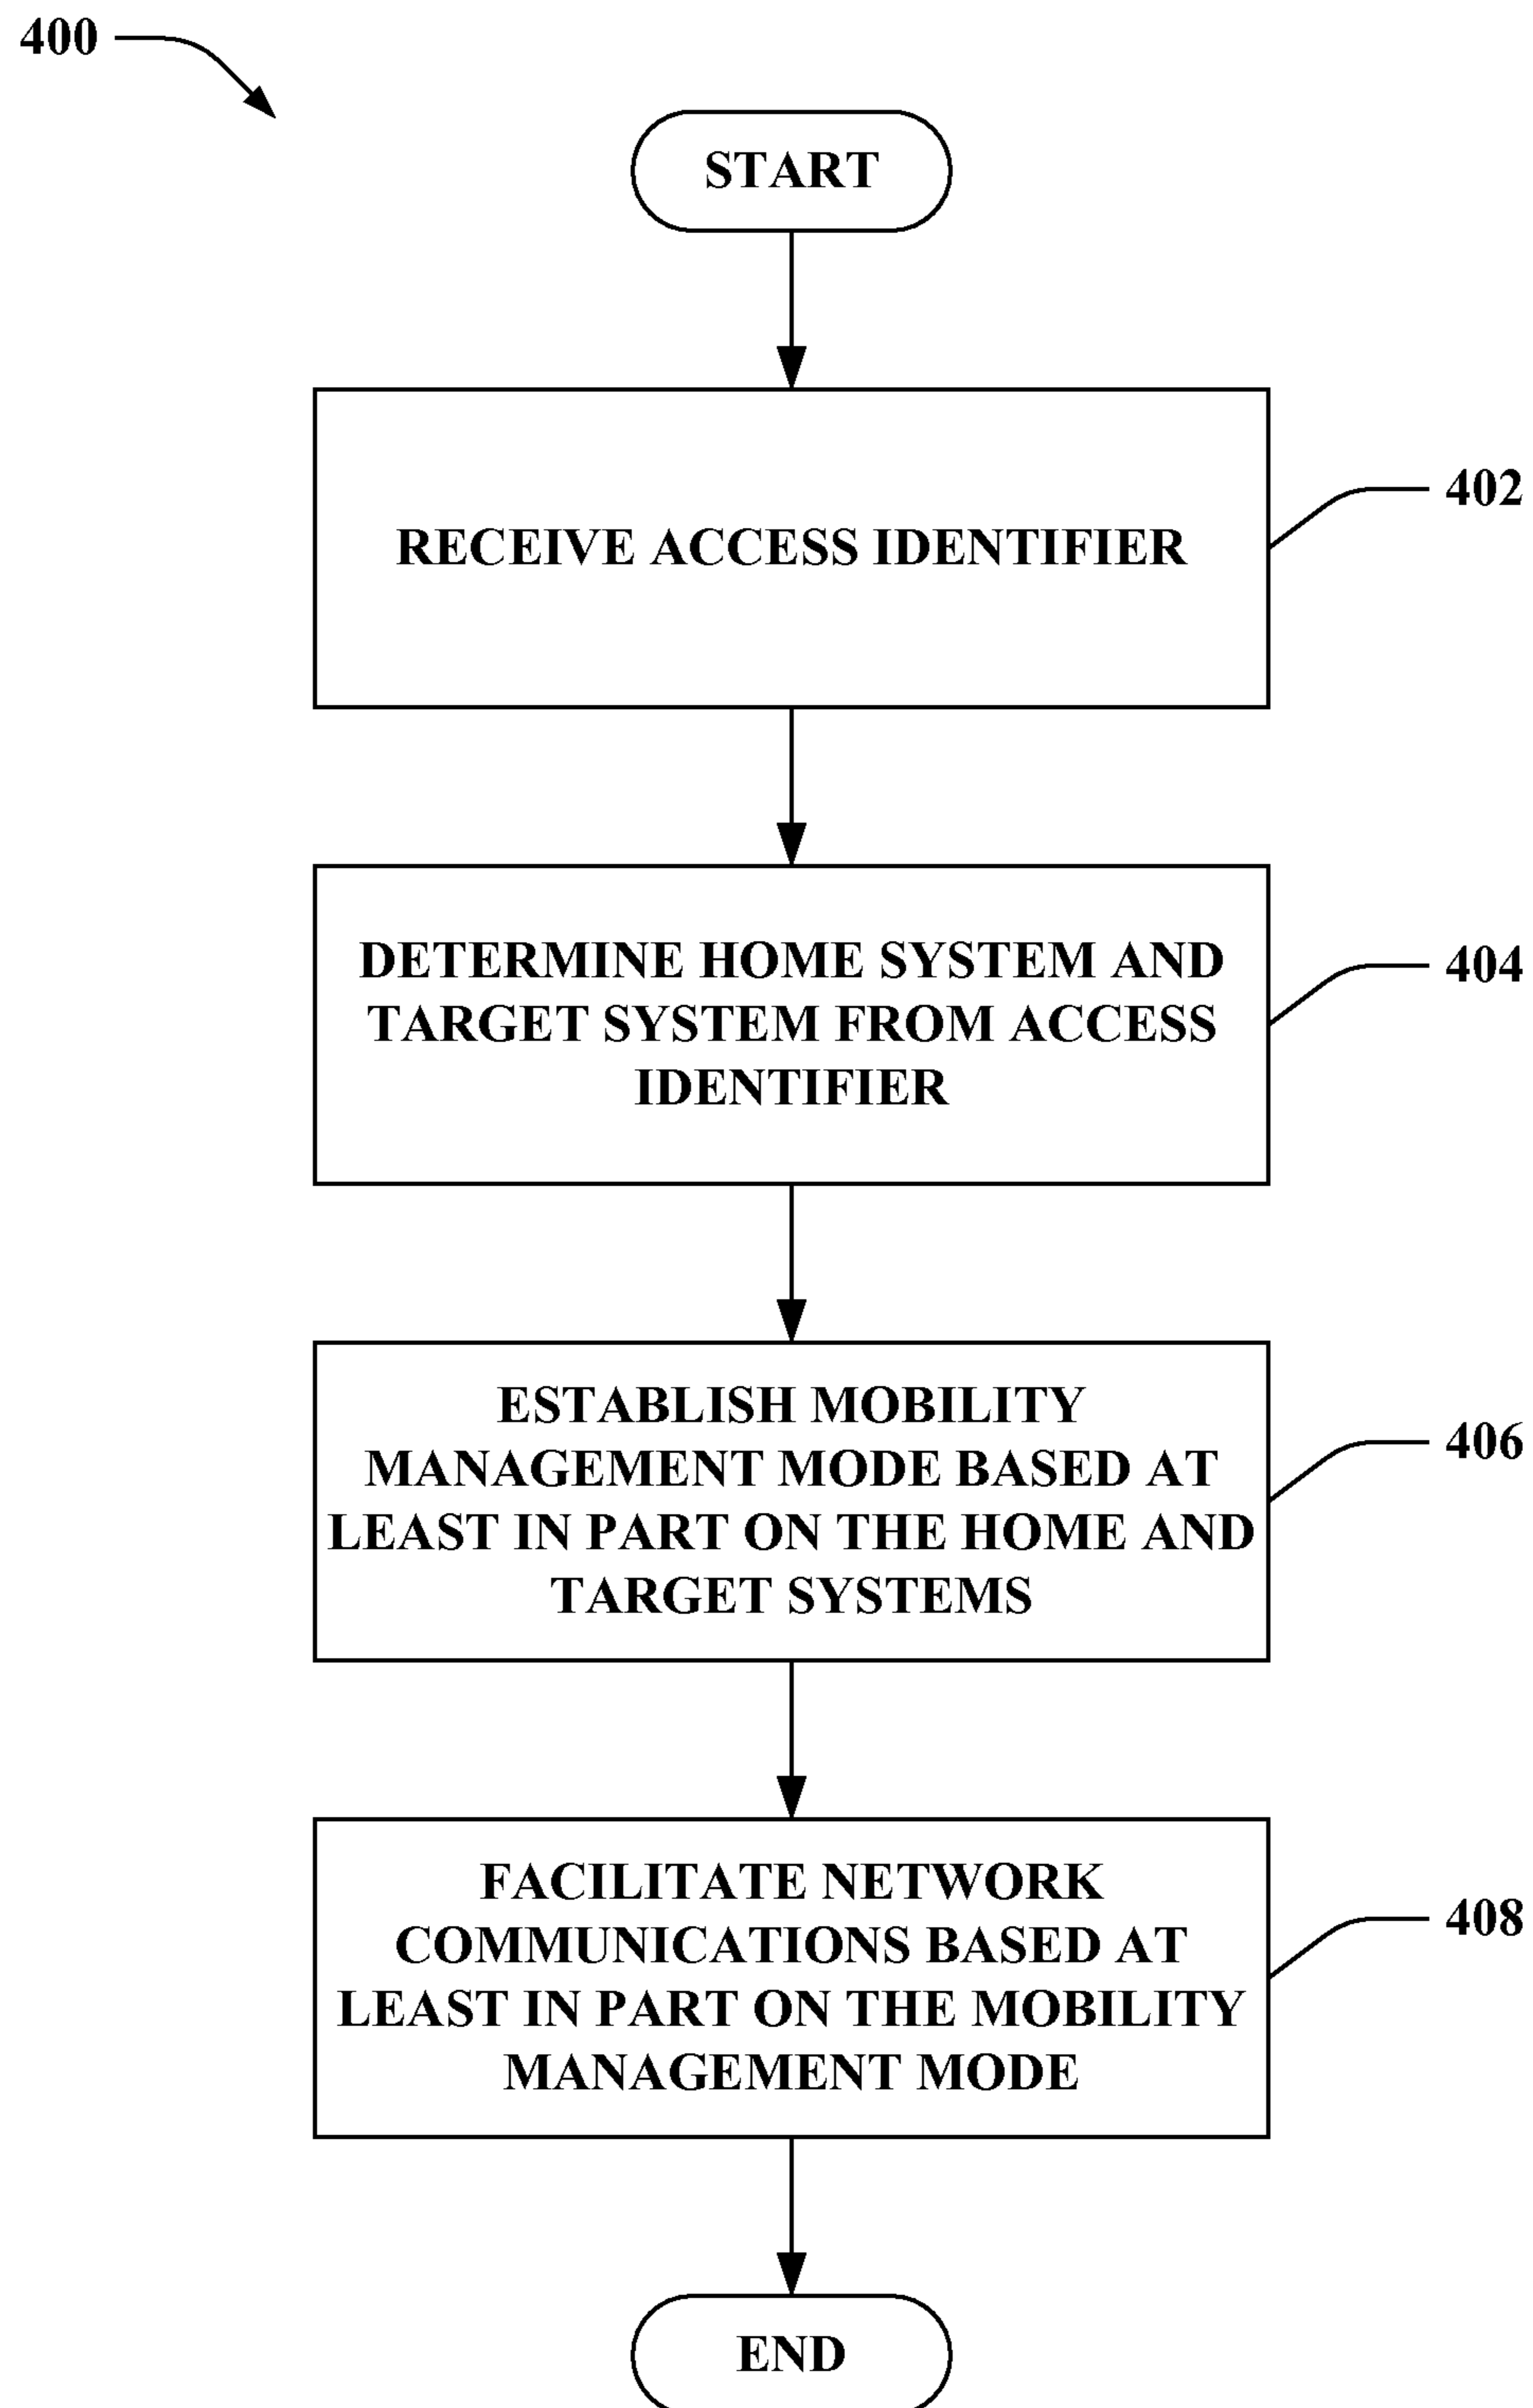 400
START
RECEIVE ACCESS IDENTIFIER
402
DETERMINE HOME SYSTEM AND
TARGET SYSTEM FROM ACCESS
IDENTIFIER
404
ESTABLISH MOBILITY
MANAGEMENT MODE BASED AT
LEAST IN PART ON THE HOME AND
TARGET SYSTEMS
406
FACILITATE NETWORK
COMMUNICATIONS BASED AT
LEAST IN PART ON THE MOBILITY
MANAGEMENT MODE
408
END